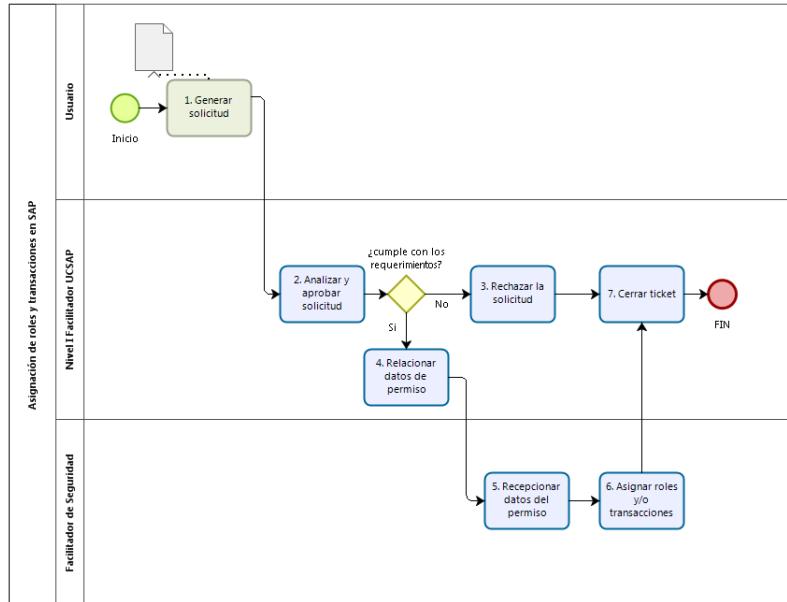 Asignación de roles y transacciones en SAP
Usuario
Inicio
1. Generar
solicitud
Nivel I Facilitador UCSAP
2. Analizar y
aprobar
solicitud
¿cumple con los
requerimientos?
No
Si
3. Rechazar la
solicitud
7. Cerrar ticket
FIN
4. Relacionar
datos de
permiso
Facilitador de Seguridad
5. Recepcionar
datos del
permiso
6. Asignar roles
y/o
transacciones